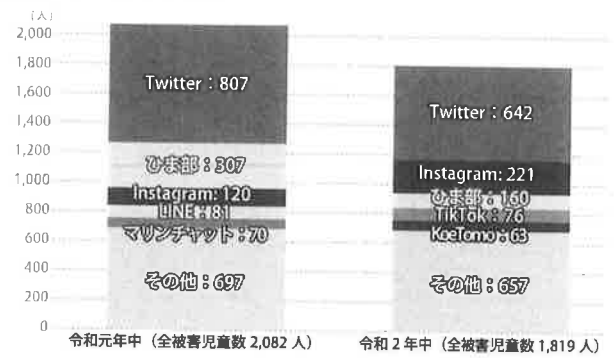 (人)
2,000
1,800
1,600
1,400
1,200
1,000
800
600
400
200
0
Twitter：807
ひま部：307
Instagram: 120
LINE：81
マリンチャット：70
その他：697
令和元年中（全被害児童数 2,082 人）
Twitter：642
Instagram: 221
ひま部：160
TikTok：76
KoeTomo：63
その他：657
令和 2 年中（全被害児童数 1,819 人）